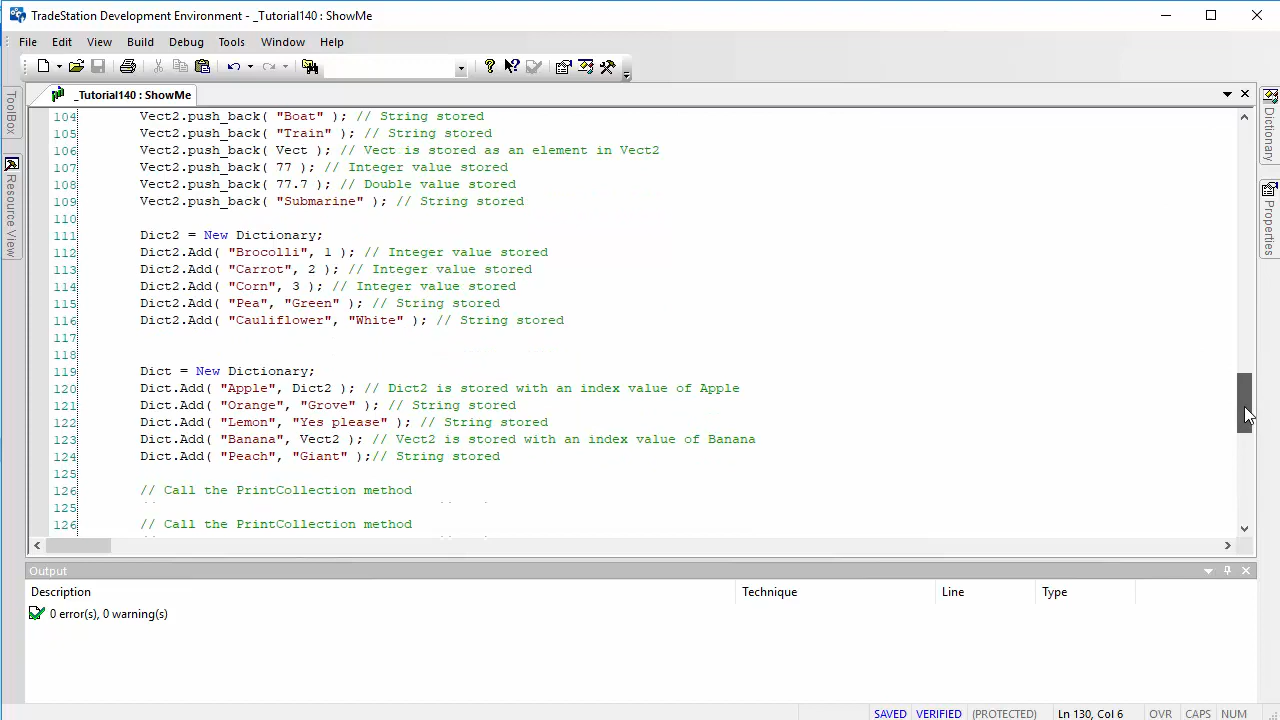 TradeStation Development Environment - _Tutorial140 : ShowMe
File Edit View Build Debug Tools Window Help
_Tutorial140 : ShowMe
ToolBox
Resource View
Dictionary
Properties
104 Vect2.push_back( "Boat" ); // String stored
105 Vect2.push_back( "Train" ); // String stored
106 Vect2.push_back( Vect ); // Vect is stored as an element in Vect2
107 Vect2.push_back( 77 ); // Integer value stored
108 Vect2.push_back( 77.7 ); // Double value stored
109 Vect2.push_back( "Submarine" ); // String stored
110
111 Dict2 = New Dictionary;
112 Dict2.Add( "Brocolli", 1 ); // Integer value stored
113 Dict2.Add( "Carrot", 2 ); // Integer value stored
114 Dict2.Add( "Corn", 3 ); // Integer value stored
115 Dict2.Add( "Pea", "Green" ); // String stored
116 Dict2.Add( "Cauliflower", "White" ); // String stored
117
118
119 Dict = New Dictionary;
120 Dict.Add( "Apple", Dict2 ); // Dict2 is stored with an index value of Apple
121 Dict.Add( "Orange", "Grove" ); // String stored
122 Dict.Add( "Lemon", "Yes please" ); // String stored
123 Dict.Add( "Banana", Vect2 ); // Vect2 is stored with an index value of Banana
124 Dict.Add( "Peach", "Giant" );// String stored
125
126 // Call the PrintCollection method
125
126 // Call the PrintCollection method
Output
Description Technique Line Type
0 error(s), 0 warning(s)
SAVED VERIFIED (PROTECTED) Ln 130, Col 6 OVR CAPS NUM